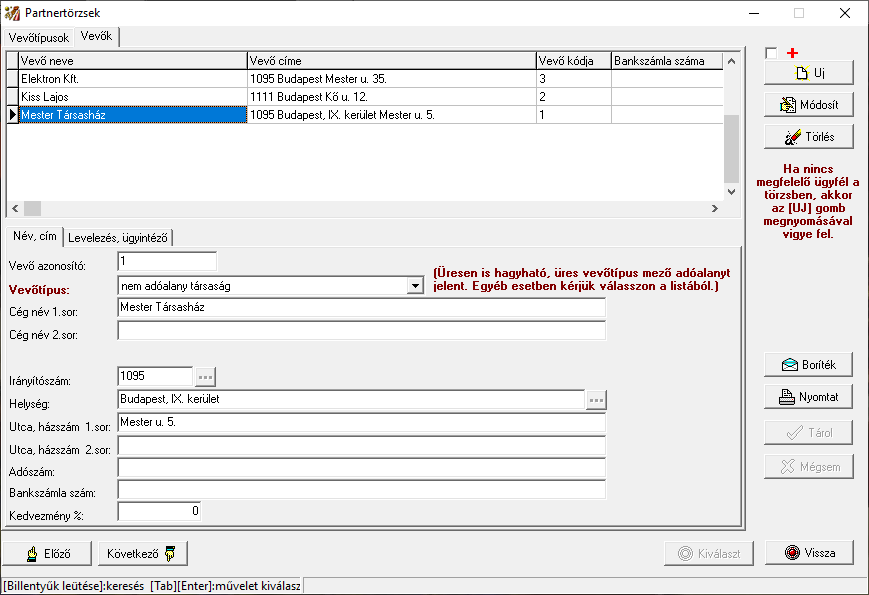 Partnertörzsek
Vevőtípusok Vevők
Vevő neve Vevő címe Vevő kódja Bankszámla száma
Elektron Kft. 1095 Budapest Mester u. 35. 3
Kiss Lajos 1111 Budapest Kő u. 12. 2
Mester Társasház 1095 Budapest, IX. kerület Mester u. 5. 1
Uj
Módosít
Törlés
Ha nincs
megfelelő ügyfél a
törzsben, akkor
az [UJ] gomb
megnyomásával
vigye fel.
Név, cím Levelezés, ügyintéző
Vevő azonosító: 1
Vevőtípus: nem adóalany társaság
(Üresen is hagyható, üres vevőtípus mező adóalanyt
jelent. Egyéb esetben kérjük válasszon a listából.)
Cég név 1.sor: Mester Társasház
Cég név 2.sor:
Irányítószám: 1095 ...
Helység: Budapest, IX. kerület ...
Utca, házszám 1.sor: Mester u. 5.
Utca, házszám 2.sor:
Adószám:
Bankszámla szám:
Kedvezmény %: 0
Boríték
Nyomtat
Tárol
Mégsem
Előző Következő Kiválaszt Vissza
[Billentyűk leütése]:keresés [Tab][Enter]:művelet kiválasz